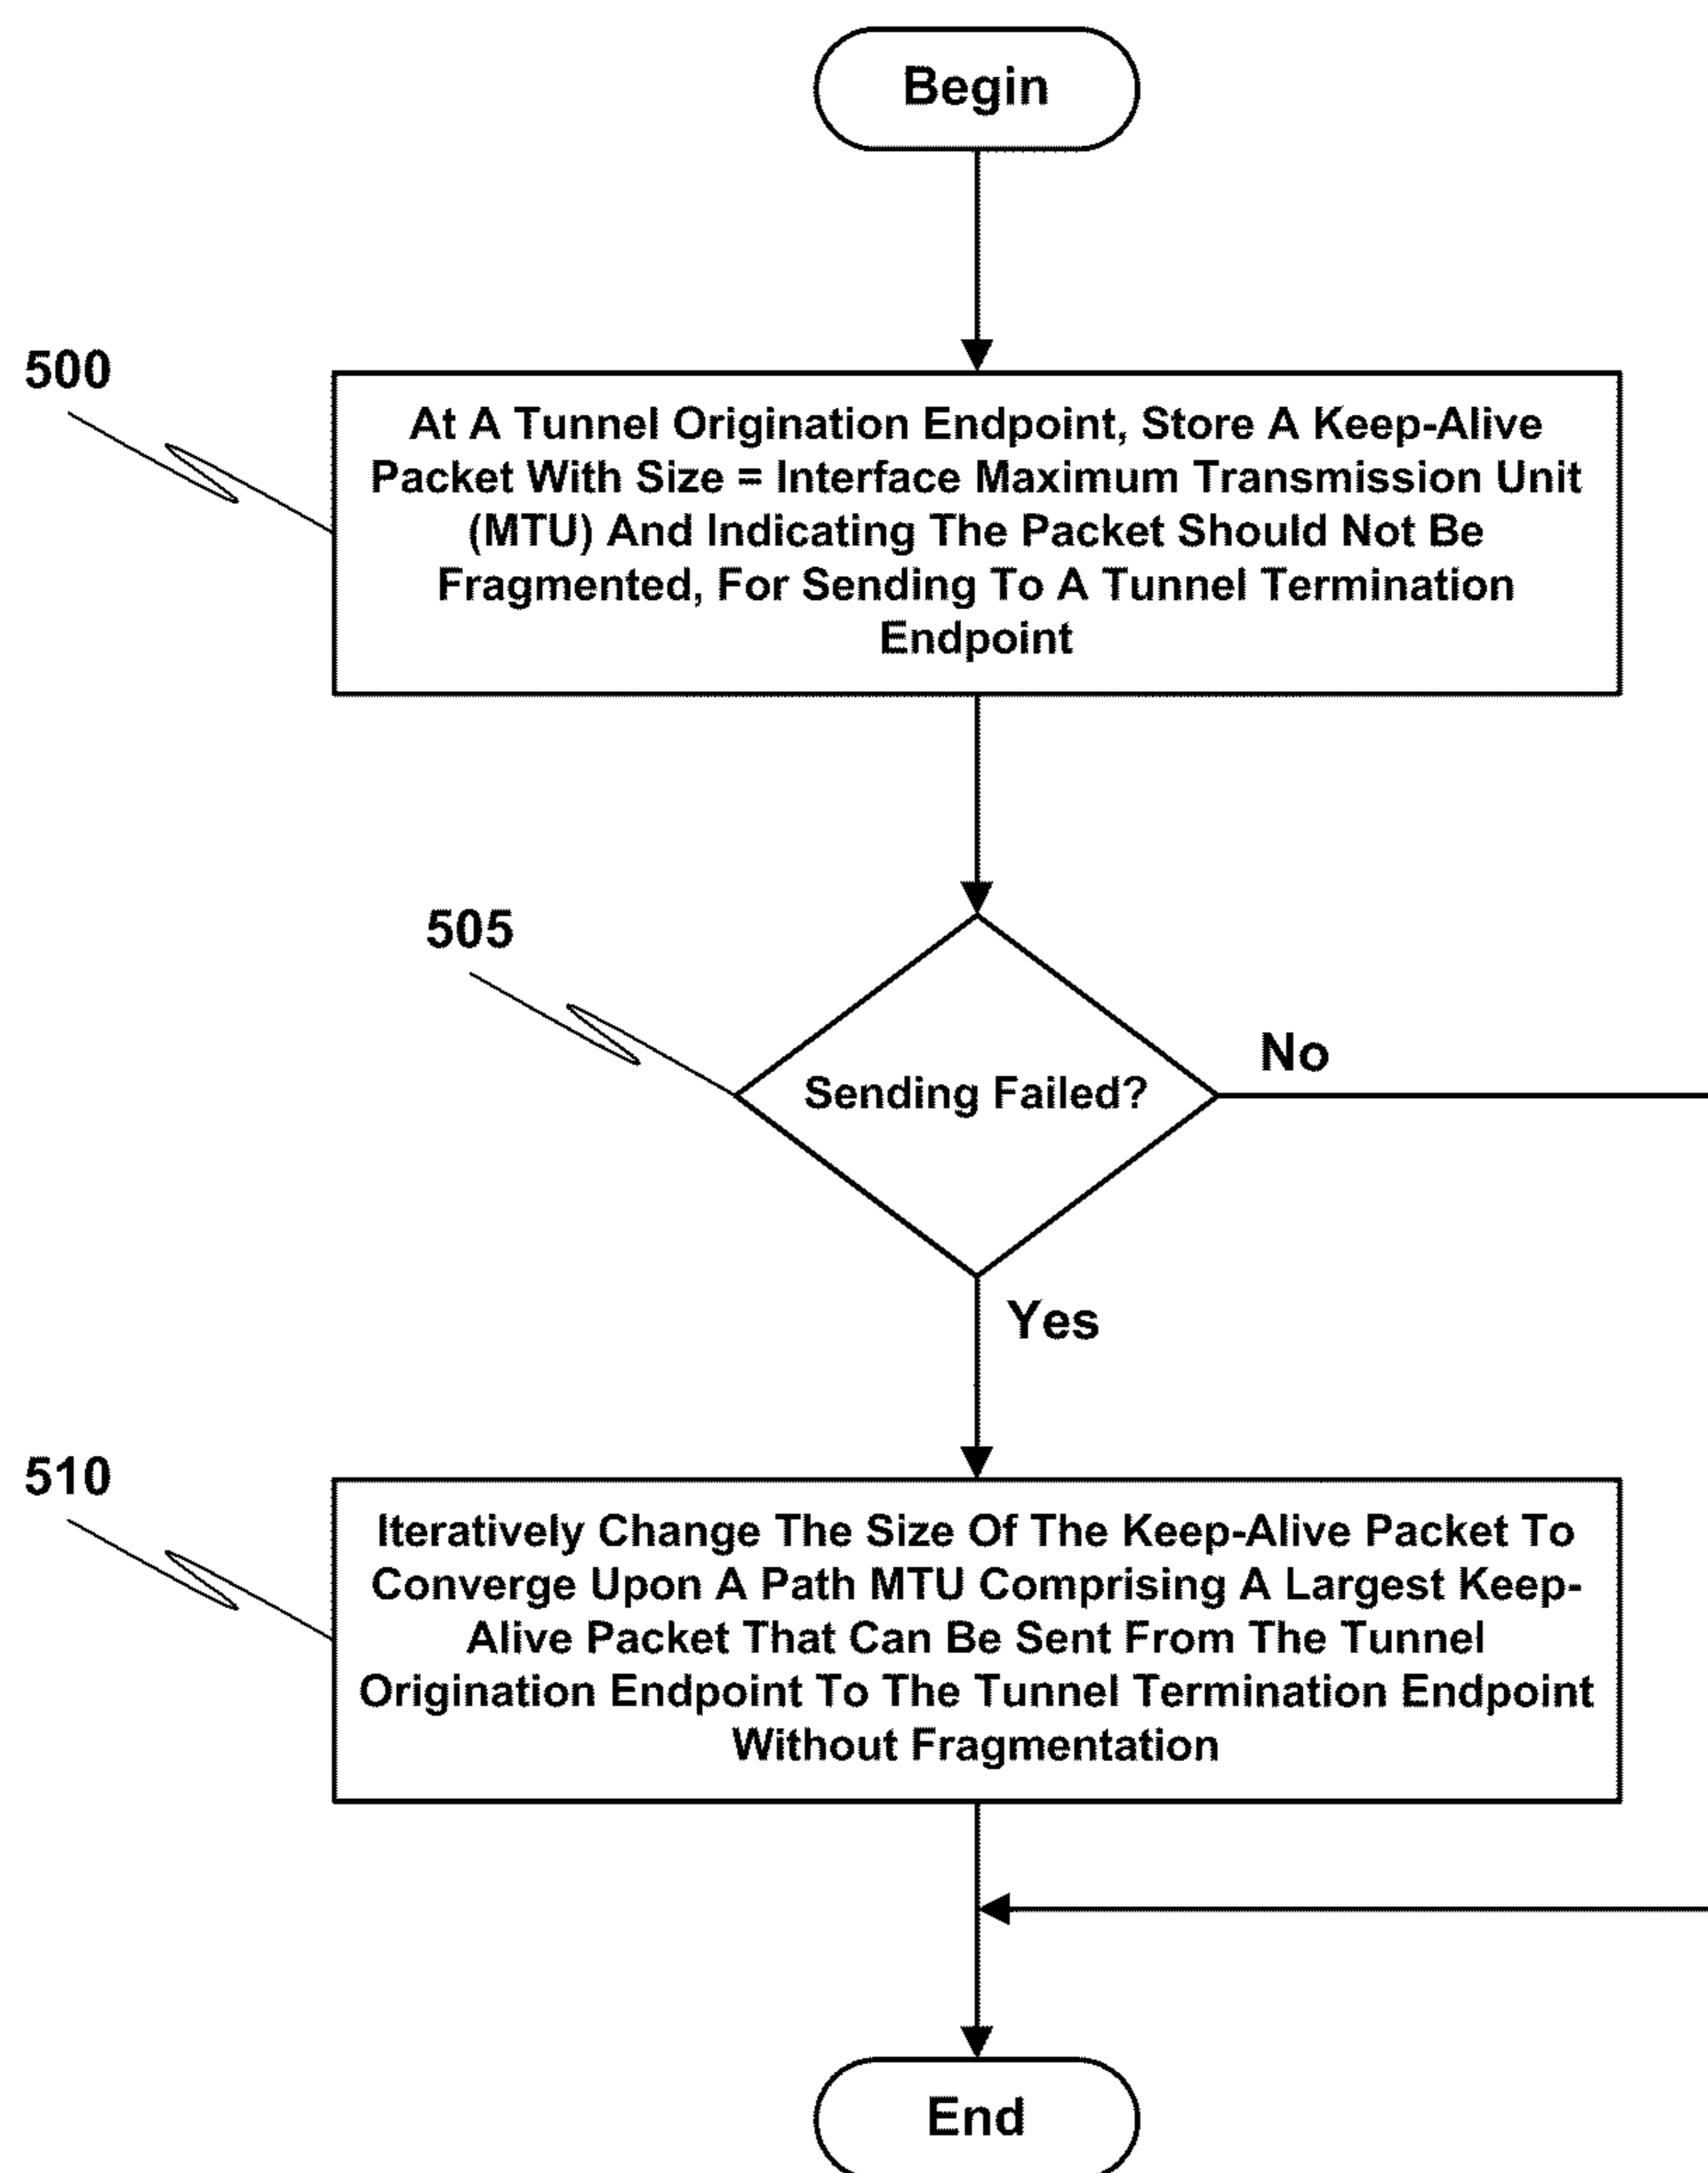 Begin
500
At A Tunnel Origination Endpoint, Store A Keep-Alive
Packet With Size = Interface Maximum Transmission Unit
(MTU) And Indicating The Packet Should Not Be
Fragmented, For Sending To A Tunnel Termination
Endpoint
505
Sending Failed?
No
Yes
510
Iteratively Change The Size Of The Keep-Alive Packet To
Converge Upon A Path MTU Comprising A Largest Keep-
Alive Packet That Can Be Sent From The Tunnel
Origination Endpoint To The Tunnel Termination Endpoint
Without Fragmentation
End